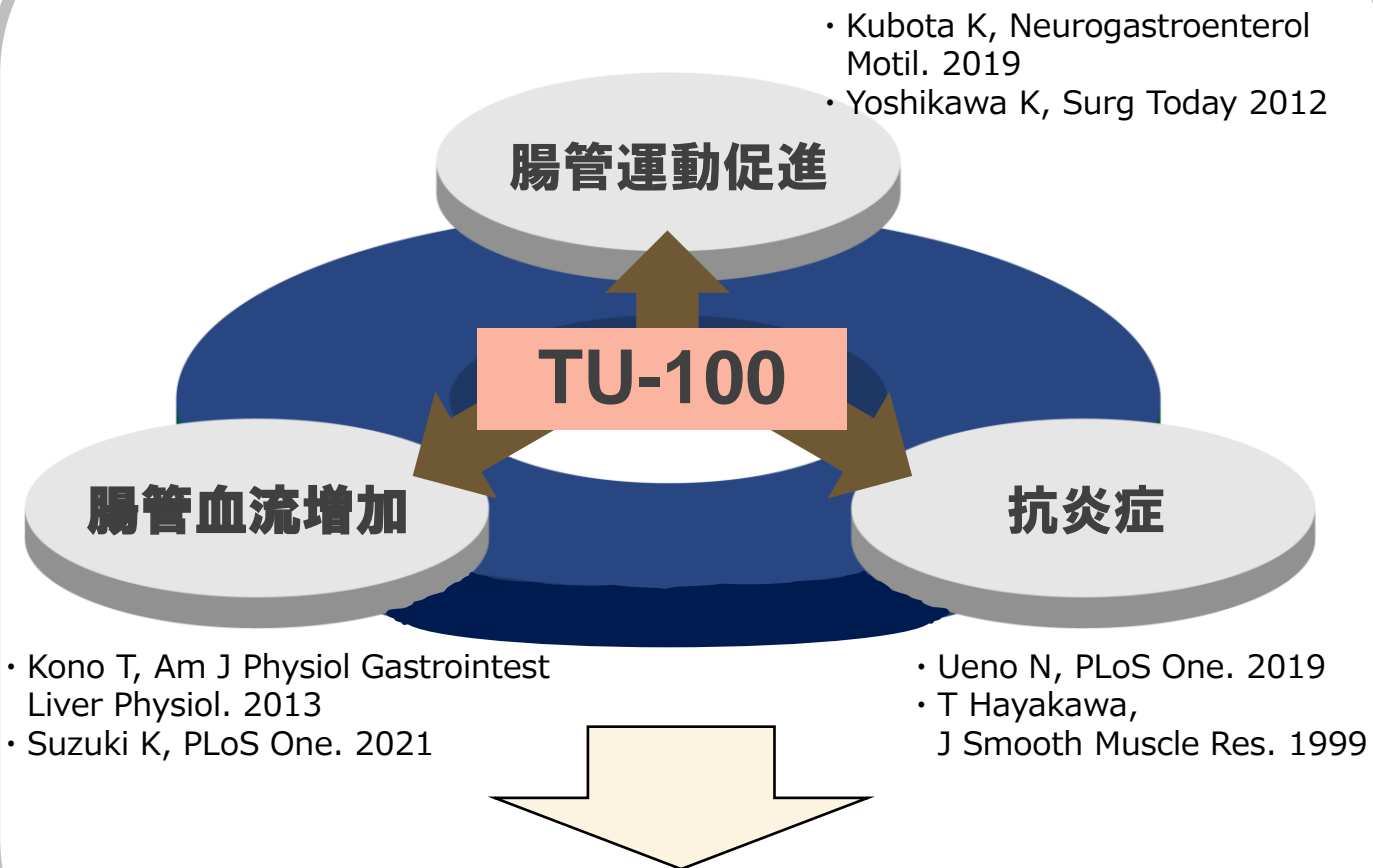 ・Kubota K, Neurogastroenterol
Motil. 2019
・Yoshikawa K, Surg Today 2012
腸管運動促進
TU-100
腸管血流増加
抗炎症
・Kono T, Am J Physiol Gastrointest
Liver Physiol. 2013
・Suzuki K, PLoS One. 2021
・Ueno N, PLoS One. 2019
・T Hayakawa,
J Smooth Muscle Res. 1999